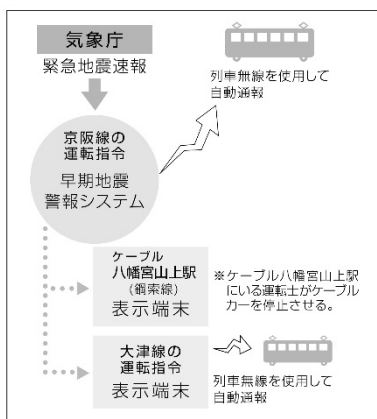 気象庁
緊急地震速報
列車無線を使用して
自動通報
京阪線の
運転指令
早期地震
警報システム
ケーブル
八幡宮山上駅
(鋼索線)
表示端末
※ケーブル八幡宮山上駅
にいる運転士がケーブル
カーを停止させる。
大津線の
運転指令
表示端末
列車無線を使用して
自動通報